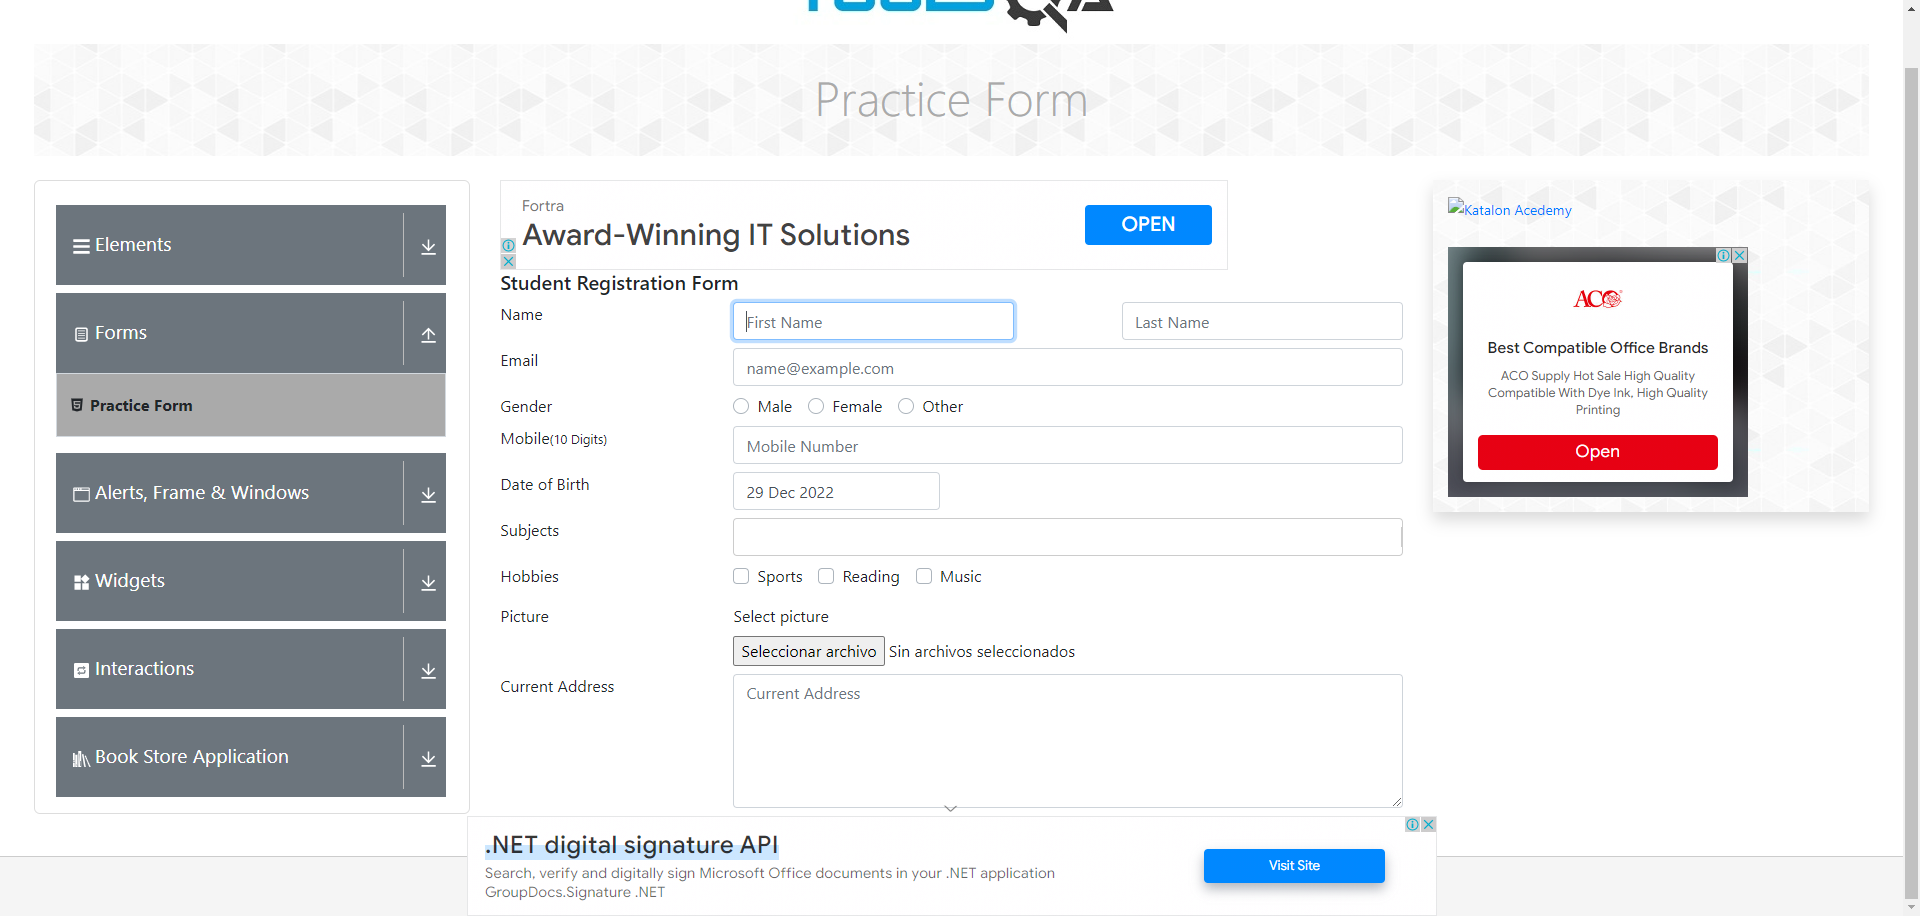 TOOLS QA
Practice Form
Elements
Forms
Practice Form
Alerts, Frame & Windows
Widgets
Interactions
Book Store Application
Fortra
Award-Winning IT Solutions
OPEN
Student Registration Form
Name
First Name
Last Name
Email
name@example.com
Gender
Male
Female
Other
Mobile(10 Digits)
Mobile Number
Date of Birth
29 Dec 2022
Subjects
Hobbies
Sports
Reading
Music
Picture
Select picture
Seleccionar archivo
Sin archivos seleccionados
Current Address
Current Address
Katalon Acedemy
ACO
Best Compatible Office Brands
ACO Supply Hot Sale High Quality
Compatible With Dye Ink, High Quality
Printing
Open
.NET digital signature API
Search, verify and digitally sign Microsoft Office documents in your .NET application
GroupDocs.Signature .NET
Visit Site